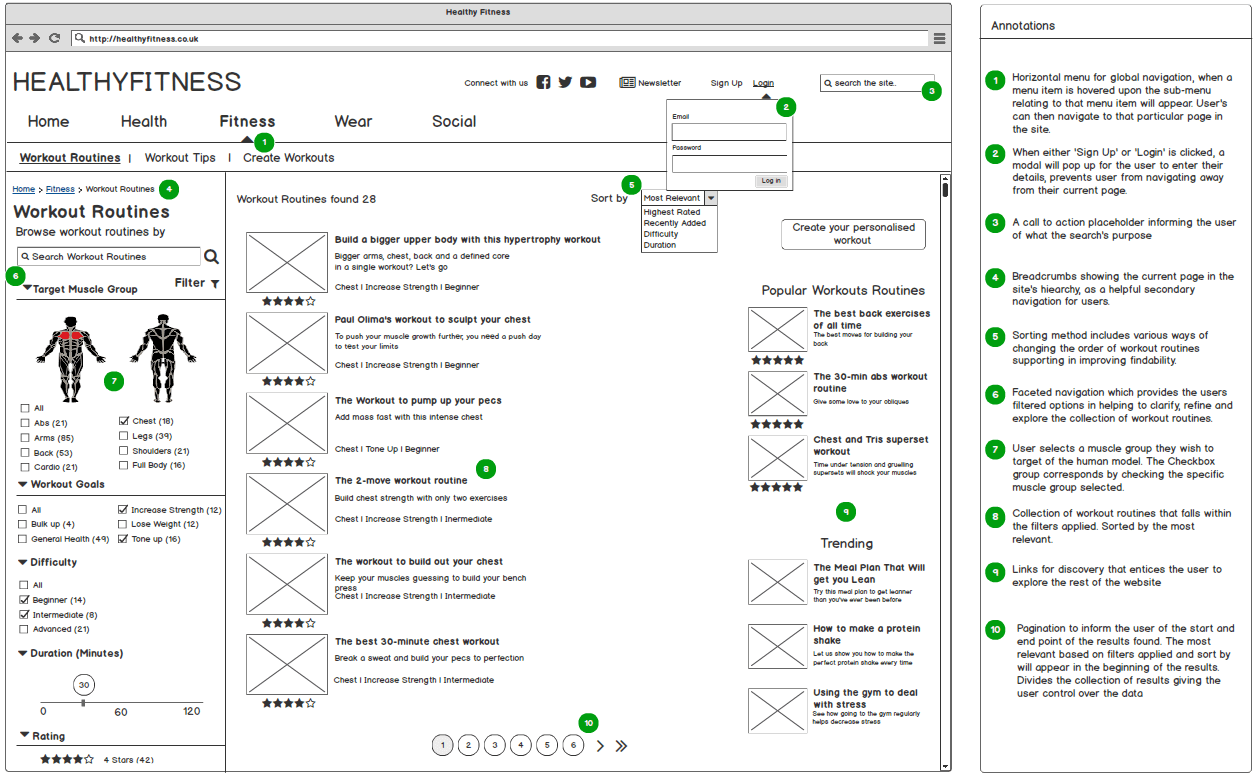 Healthy Fitness
http://healthyfitness.co.uk
HEALTHYFITNESS
Connect with us
Newsletter
Sign Up
Login
search the site..
3
2
Home
Health
Fitness
Wear
Social
1
Email
Password
Log in
Workout Routines | Workout Tips | Create Workouts
Home > Fitness > Workout Routines
4
Workout Routines
Browse workout routines by
Search Workout Routines
6
Filter
Target Muscle Group
7
All
Abs (21)
Arms (85)
Back (53)
Cardio (21)
Chest (18)
Legs (39)
Shoulders (21)
Full Body (16)
Workout Goals
All
Bulk up (4)
General Health (49)
Increase Strength (12)
Lose Weight (12)
Tone up (16)
Difficulty
All
Beginner (14)
Intermediate (8)
Advanced (21)
Duration (Minutes)
30
0
60
120
Rating
4 Stars (42)
Workout Routines found 28
5
Sort by
Most Relevant
Highest Rated
Recently Added
Difficulty
Duration
Build a bigger upper body with this hypertrophy workout
Bigger arms, chest, back and a defined core
in a single workout? Let's go
Chest | Increase Strength | Beginner
Paul Olima's workout to sculpt your chest
To push your muscle growth further, you need a push day
to test your limits
Chest | Increase Strength | Beginner
The Workout to pump up your pecs
Add mass fast with this intense chest
Chest | Tone Up | Beginner
8
The 2-move workout routine
Build chest strength with only two exercises
Chest | Increase Strength | Inermediate
The workout to build out your chest
Keep your muscles guessing to build your bench
press
Chest | Increase Strength | Intermediate
The best 30-minute chest workout
Break a sweat and build your pecs to perfection
Chest | Increase Strength | Intermediate
10
1
2
3
4
5
6
Create your personalised
workout
Popular Workouts Routines
The best back exercises
of all time
The best moves for building your
back
The 30-min abs workout
routine
Give some love to your obliques
Chest and Tris superset
workout
Time under tension and gruelling
supersets will shock your muscles
9
Trending
The Meal Plan That Will
get you Lean
Try this meal plan to get leanner
than you've ever been before
How to make a protein
shake
Let us show you how to make the
perfect protein shake every time
Using the gym to deal
with stress
See how going to the gym regularly
helps decrease stress
Annotations
1
Horizontal menu for global navigation, when a
menu item is hovered upon the sub-menu
relating to that menu item will appear. User's
can then navigate to that particular page in
the site.
2
When either 'Sign Up' or 'Login' is clicked, a
modal will pop up for the user to enter their
details, prevents user from navigating away
from their current page.
3
A call to action placeholder informing the user
of what the search's purpose
4
Breadcrumbs showing the current page in the
site's hiearchy, as a helpful secondary
navigation for users.
5
Sorting method includes various ways of
changing the order of workout routines
supporting in improving findability.
6
Faceted navigation which provides the users
filtered options in helping to clarify, refine and
explore the collection of workout routines.
7
User selects a muscle group they wish to
target of the human model. The Checkbox
group corresponds by checking the specific
muscle group selected.
8
Collection of workout routines that falls within
the filters applied. Sorted by the most
relevant.
9
Links for discovery that entices the user to
explore the rest of the website
10
Pagination to inform the user of the start and
end point of the results found. The most
relevant based on filters applied and sort by
will appear in the beginning of the results.
Divides the collection of results giving the
user control over the data